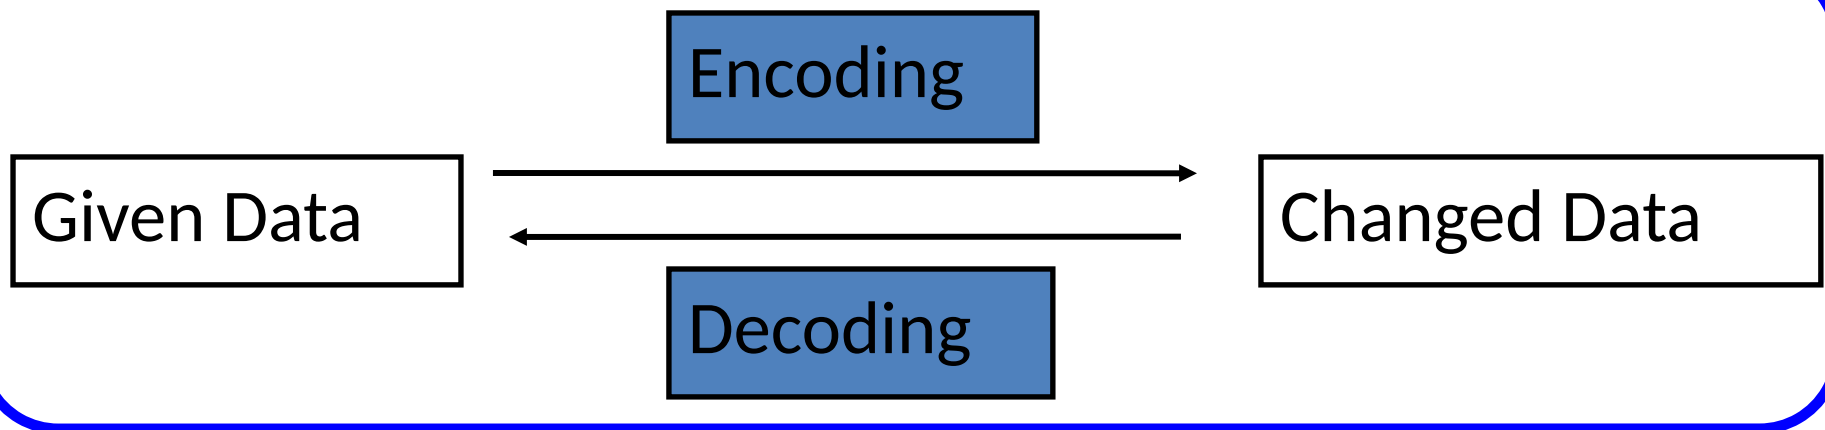 Encoding
Given Data
Changed Data
Decoding